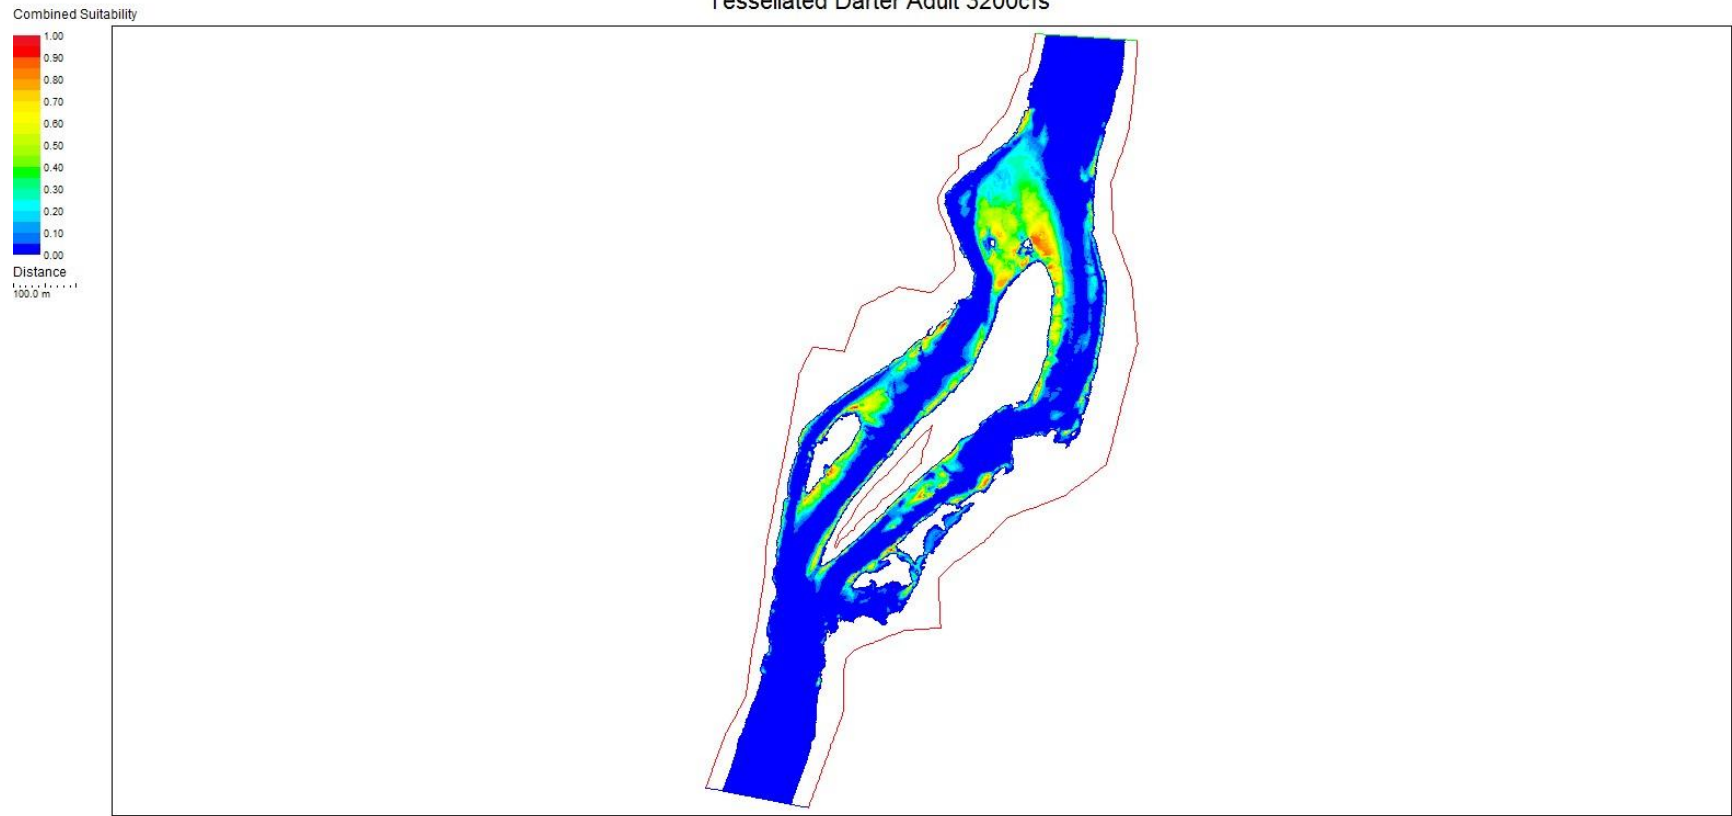 Tessellated Darter Adult 3200cfs
Combined Suitability
1.00
0.90
0.80
0.70
0.60
0.50
0.40
0.30
0.20
0.10
0.00
Distance
100.0 m